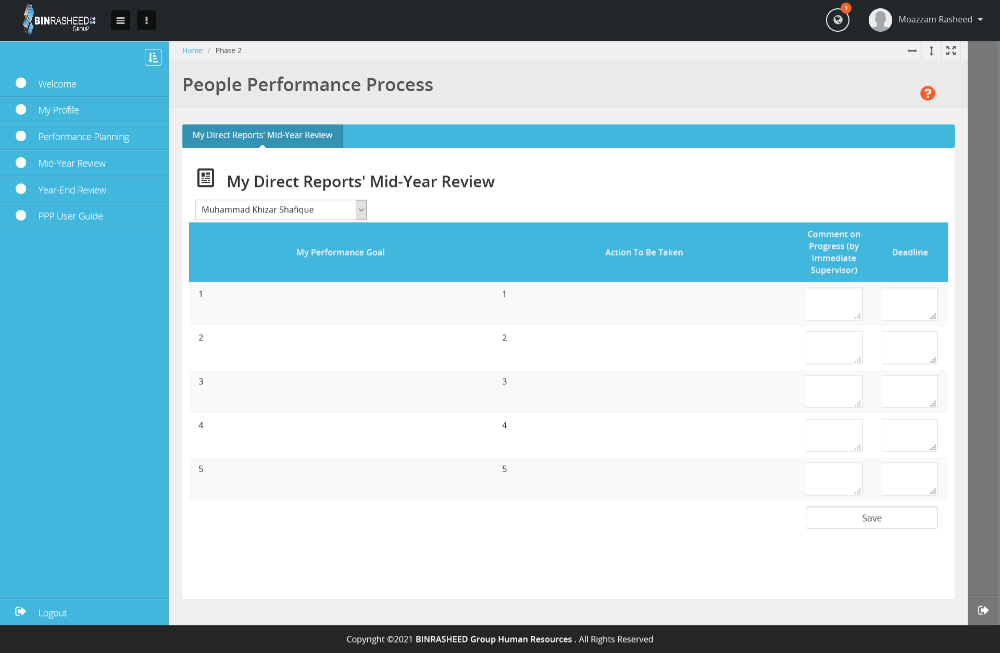 BINRASHEED
GROUP
1
Moazzam Rasheed
Home / Phase 2
Welcome
My Profile
Performance Planning
Mid-Year Review
Year-End Review
PPP User Guide
Logout
People Performance Process
?
My Direct Reports' Mid-Year Review
My Direct Reports' Mid-Year Review
Muhammad Khizar Shafique
My Performance Goal
Action To Be Taken
Comment on
Progress (by
Immediate
Supervisor)
Deadline
1 1
2 2
3 3
4 4
5 5
Save
Copyright ©2021 BINRASHEED Group Human Resources . All Rights Reserved